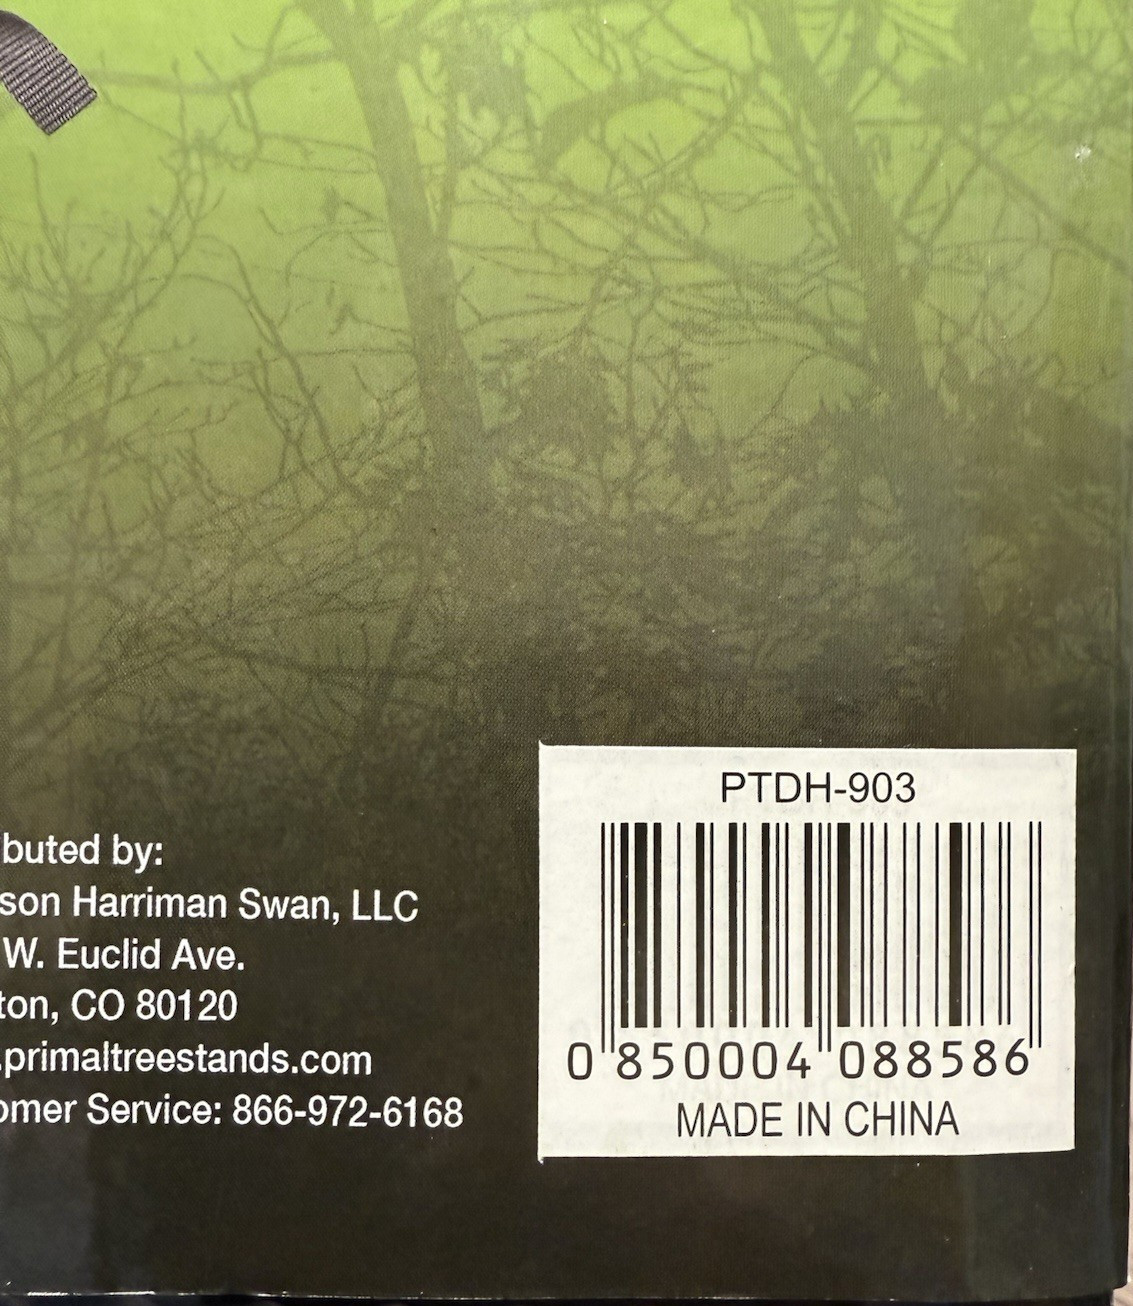 buted by:
son Harriman Swan, LLC
W. Euclid Ave.
ton, CO 80120
.primaltreestands.com
omer Service: 866-972-6168
PTDH-903
0 850004 088586
MADE IN CHINA